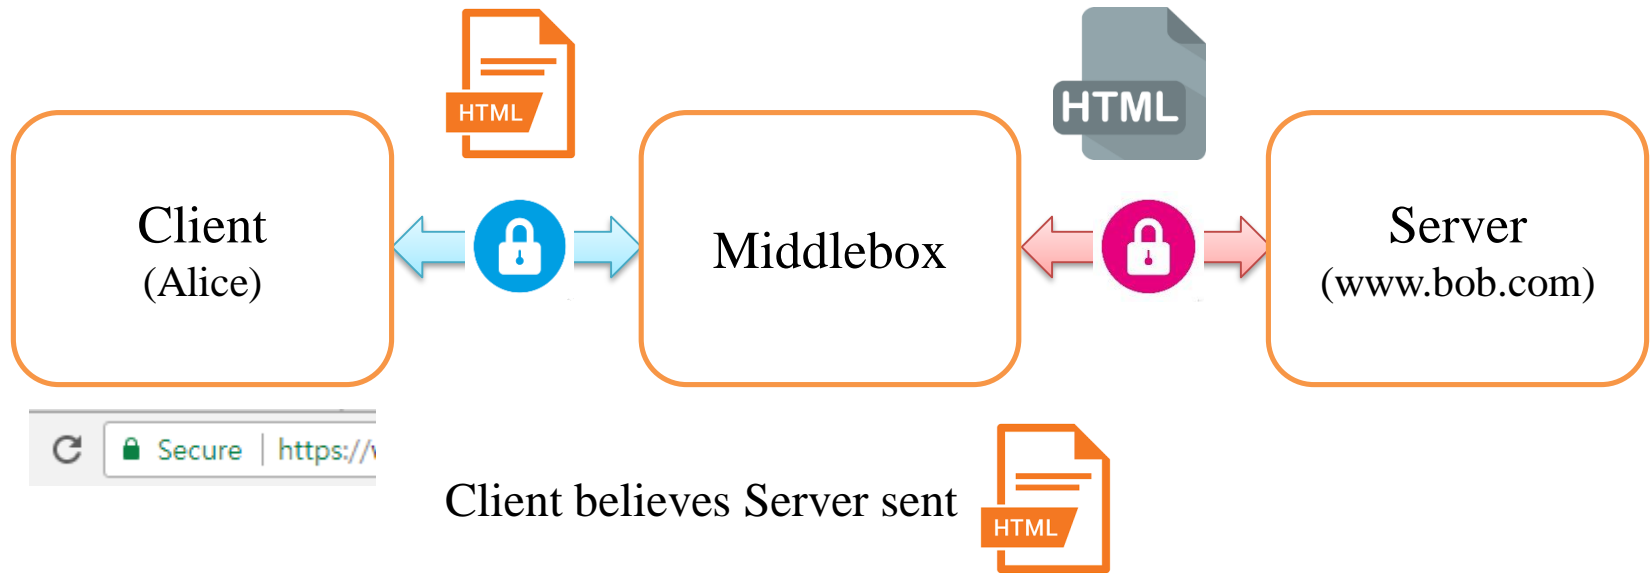 HTML
HTML
Client
(Alice)
Middlebox
Server
(www.bob.com)
Secure | https://
Client believes Server sent
HTML